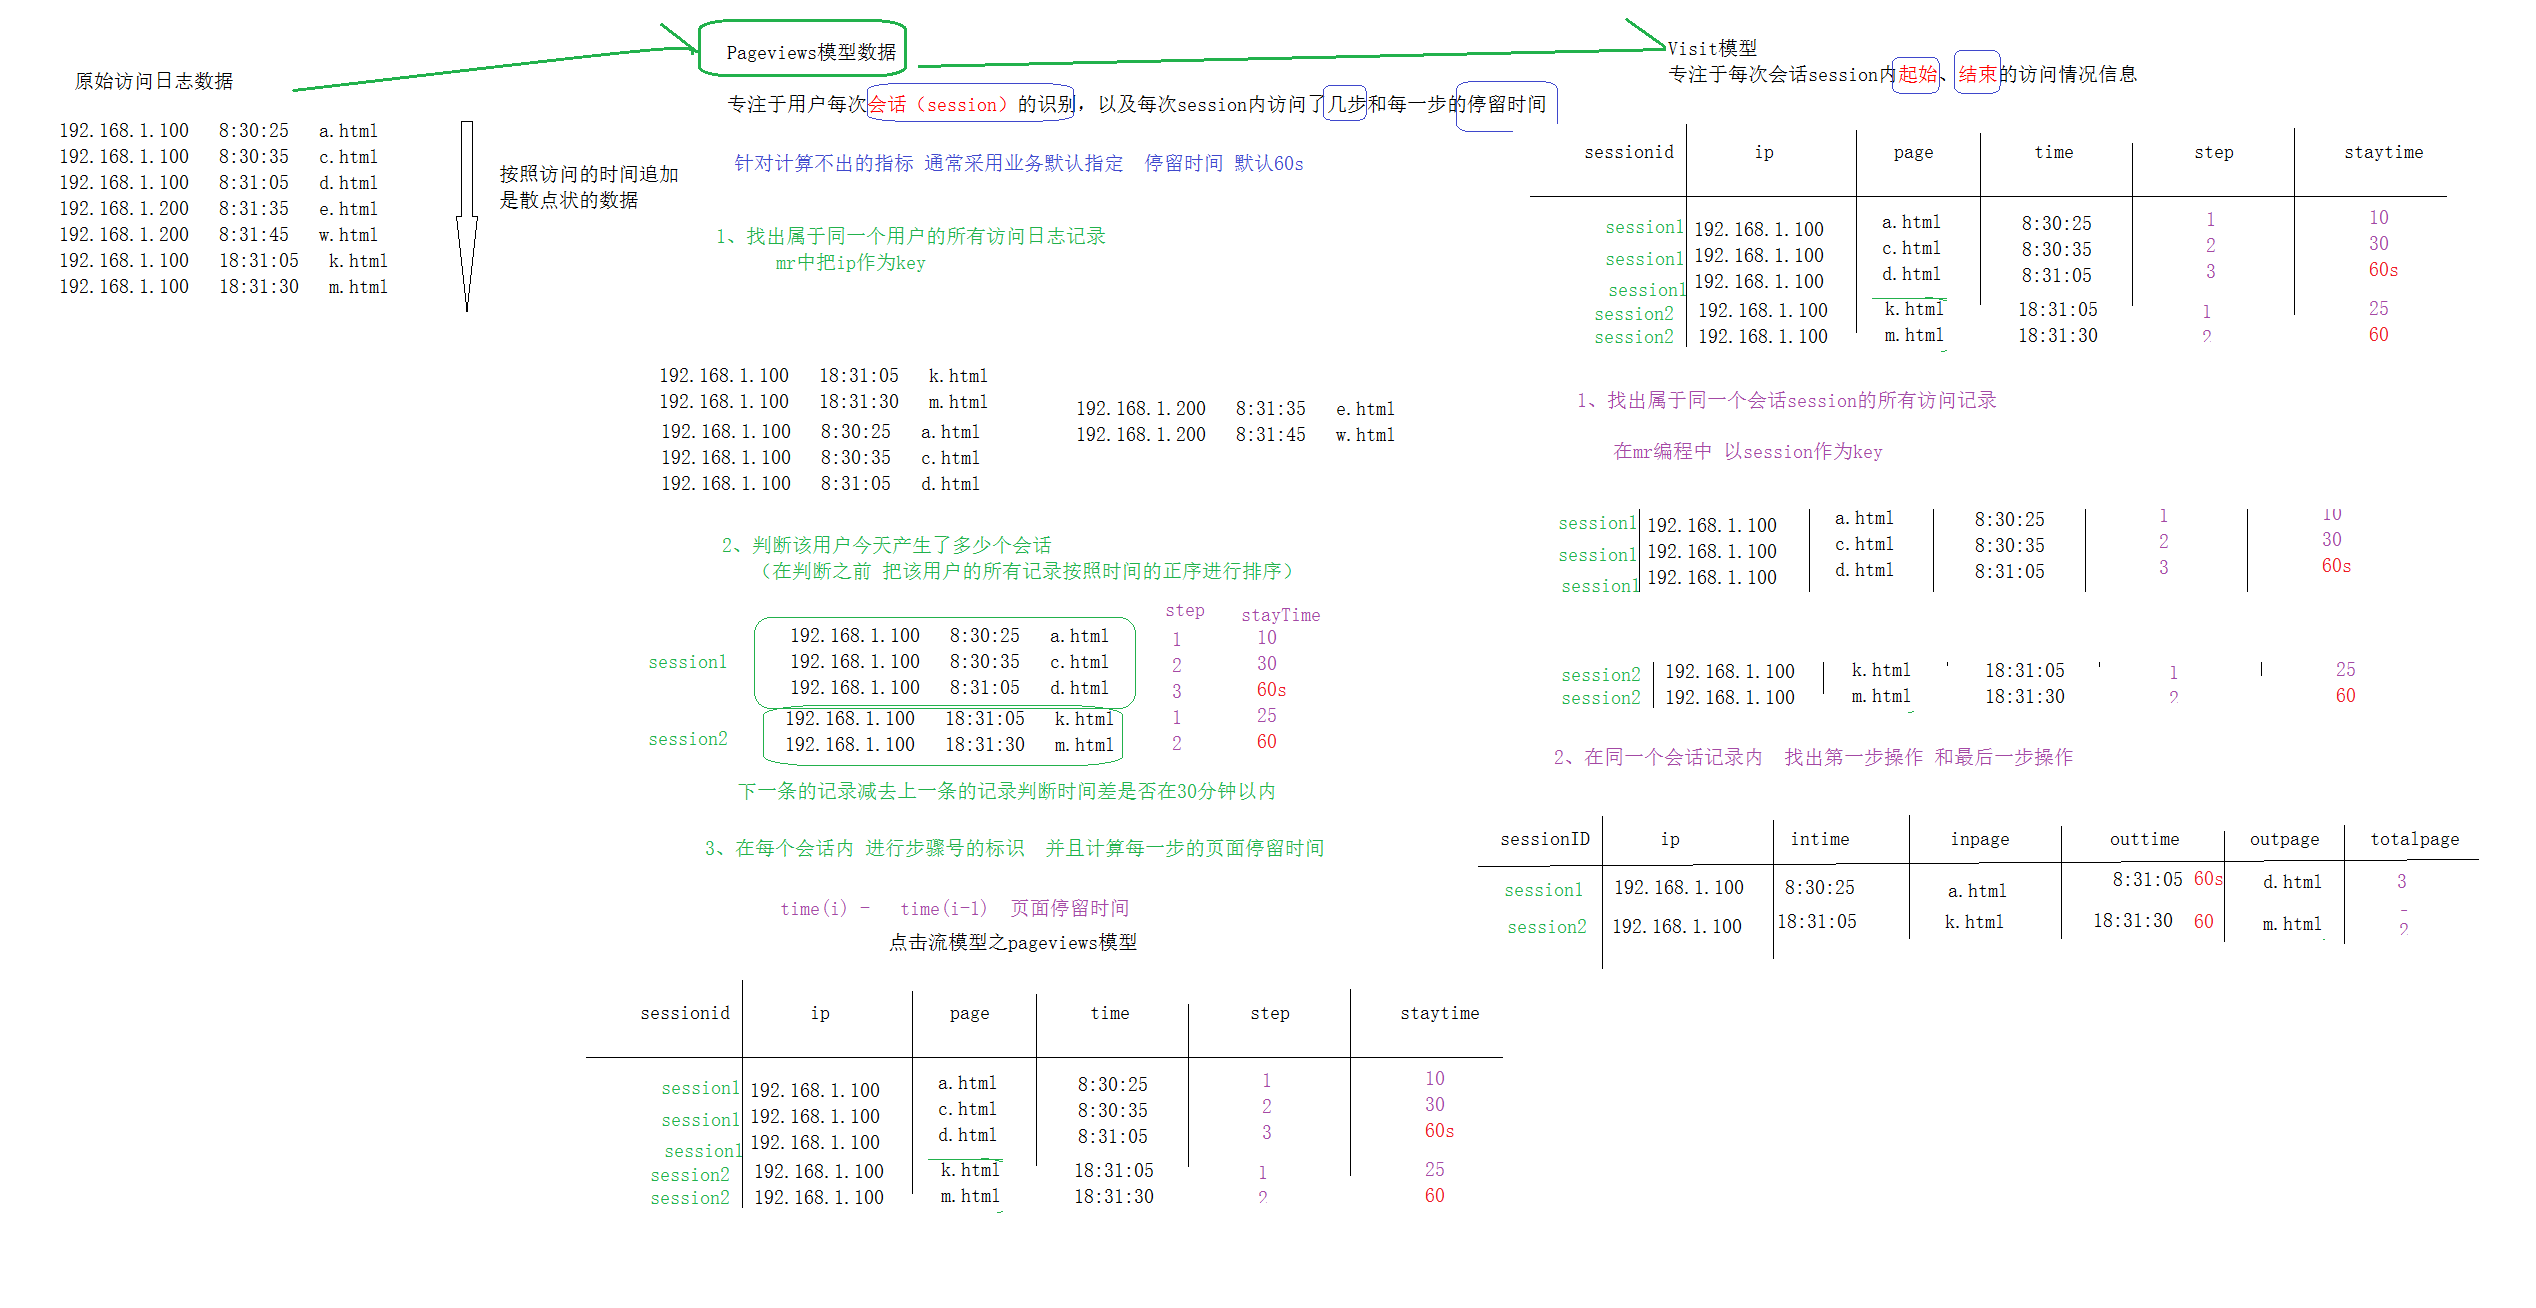 原始访问日志数据
192.168.1.100 8:30:25 a.html
192.168.1.100 8:30:35 c.html
192.168.1.100 8:31:05 d.html
192.168.1.200 8:31:35 e.html
192.168.1.200 8:31:45 w.html
192.168.1.100 18:31:05 k.html
192.168.1.100 18:31:30 m.html
按照访问的时间追加
是散点状的数据
Pageviews模型数据
专注于用户每次会话（session）的识别，以及每次session内访问了几步和每一步的停留时间
针对计算不出的指标 通常采用业务默认指定 停留时间 默认60s
1、找出属于同一个用户的所有访问日志记录
mr中把ip作为key
192.168.1.100 18:31:05 k.html
192.168.1.100 18:31:30 m.html
192.168.1.100 8:30:25 a.html
192.168.1.100 8:30:35 c.html
192.168.1.100 8:31:05 d.html
192.168.1.200 8:31:35 e.html
192.168.1.200 8:31:45 w.html
2、判断该用户今天产生了多少个会话
（在判断之前 把该用户的所有记录按照时间的正序进行排序）
step stayTime
192.168.1.100 8:30:25 a.html 1 10
session1 192.168.1.100 8:30:35 c.html 2 30
192.168.1.100 8:31:05 d.html 3 60s
192.168.1.100 18:31:05 k.html 1 25
session2 192.168.1.100 18:31:30 m.html 2 60
下一条的记录减去上一条的记录判断时间差是否在30分钟以内
3、在每个会话内 进行步骤号的标识 并且计算每一步的页面停留时间
time(i) - time(i-1) 页面停留时间
点击流模型之pageviews模型
sessionid ip page time step staytime
session1 192.168.1.100 a.html 8:30:25 1 10
session1 192.168.1.100 c.html 8:30:35 2 30
session1 192.168.1.100 d.html 8:31:05 3 60s
session2 192.168.1.100 k.html 18:31:05 1 25
session2 192.168.1.100 m.html 18:31:30 2 60
Visit模型
专注于每次会话session内起始、结束的访问情况信息
sessionid ip page time step staytime
session1 192.168.1.100 a.html 8:30:25 1 10
session1 192.168.1.100 c.html 8:30:35 2 30
session1 192.168.1.100 d.html 8:31:05 3 60s
session2 192.168.1.100 k.html 18:31:05 1 25
session2 192.168.1.100 m.html 18:31:30 2 60
1、找出属于同一个会话session的所有访问记录
在mr编程中 以session作为key
session1 192.168.1.100 a.html 8:30:25 1 10
session1 192.168.1.100 c.html 8:30:35 2 30
session1 192.168.1.100 d.html 8:31:05 3 60s
session2 192.168.1.100 k.html 18:31:05 1 25
session2 192.168.1.100 m.html 18:31:30 2 60
2、在同一个会话记录内 找出第一步操作 和最后一步操作
sessionID ip intime inpage outtime outpage totalpage
session1 192.168.1.100 8:30:25 a.html 8:31:05 60s d.html 3
session2 192.168.1.100 18:31:05 k.html 18:31:30 60 m.html 2